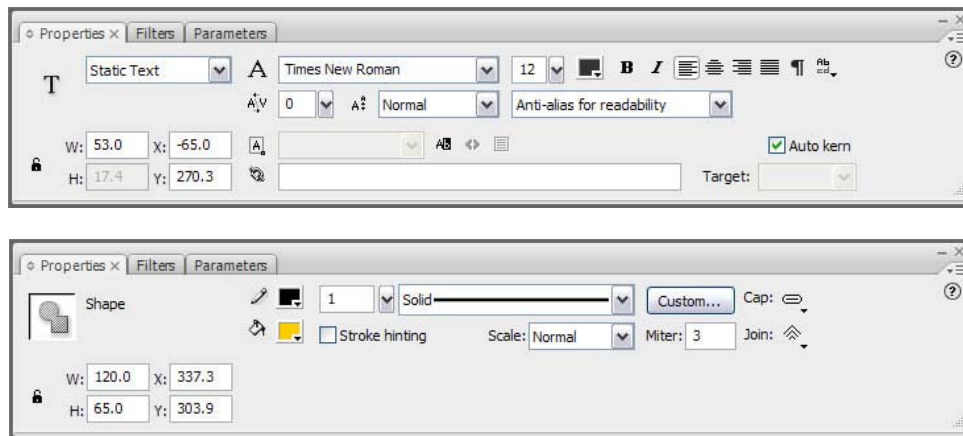 Properties × Filters Parameters
T Static Text A Times New Roman 12 B I ¶ Ab
A V 0 A Normal Anti-alias for readability
W: 53.0 X: -65.0 A AB <> Auto kern
H: 17.4 Y: 270.3 Target:
Properties × Filters Parameters
Shape 1 Solid Custom... Cap:
Stroke hinting Scale: Normal Miter: 3 Join:
W: 120.0 X: 337.3
H: 65.0 Y: 303.9